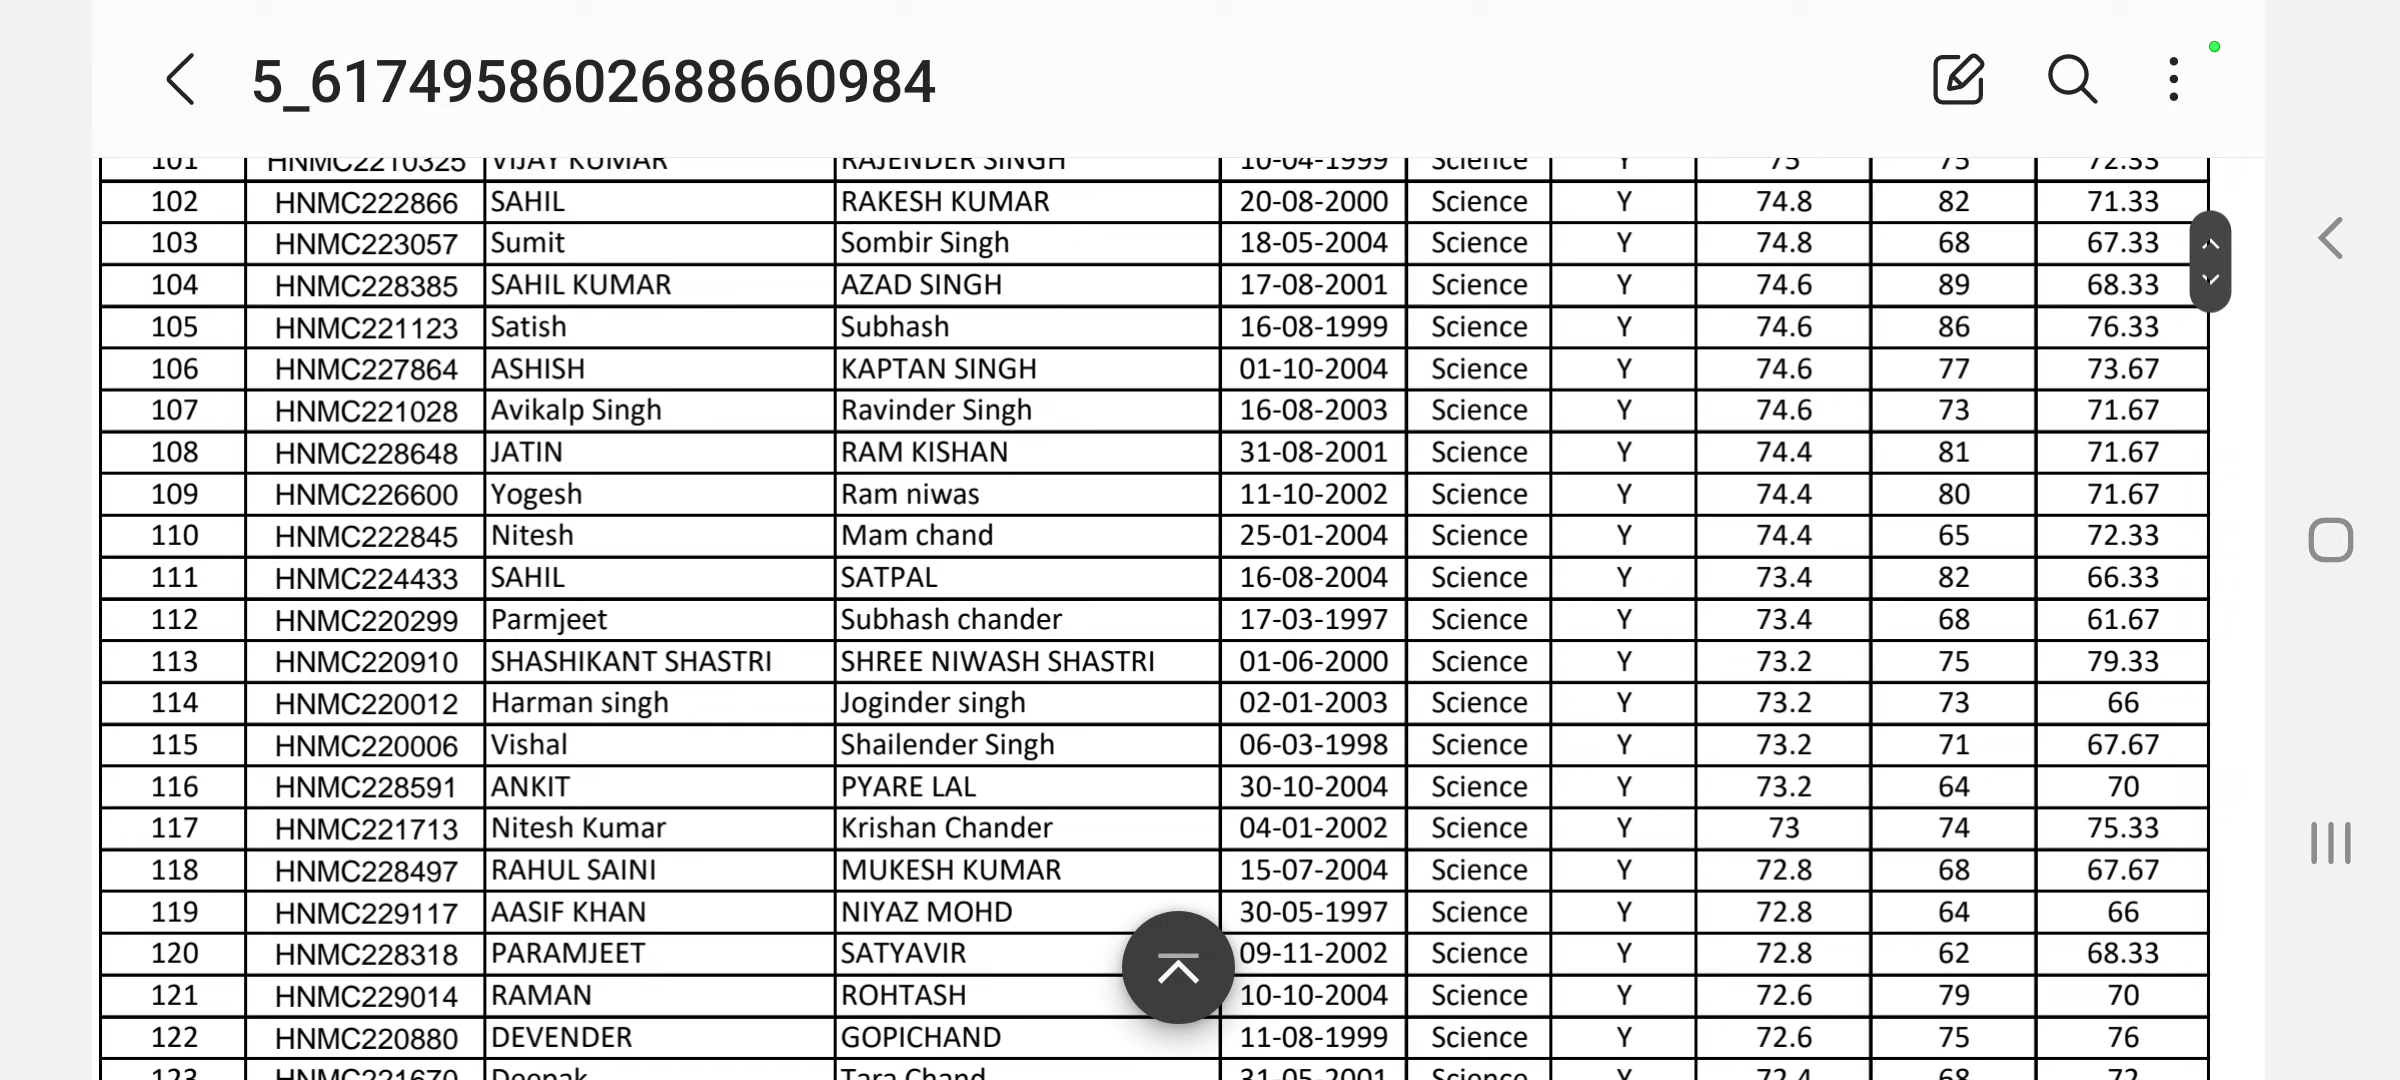 5_6174958602688660984
101 HNMC2210325 VIJAY KUMAR RAJENDER SINGH 10-04-1999 Science Y 75 75 72.33
102 HNMC222866 SAHIL RAKESH KUMAR 20-08-2000 Science Y 74.8 82 71.33
103 HNMC223057 Sumit Sombir Singh 18-05-2004 Science Y 74.8 68 67.33
104 HNMC228385 SAHIL KUMAR AZAD SINGH 17-08-2001 Science Y 74.6 89 68.33
105 HNMC221123 Satish Subhash 16-08-1999 Science Y 74.6 86 76.33
106 HNMC227864 ASHISH KAPTAN SINGH 01-10-2004 Science Y 74.6 77 73.67
107 HNMC221028 Avikalp Singh Ravinder Singh 16-08-2003 Science Y 74.6 73 71.67
108 HNMC228648 JATIN RAM KISHAN 31-08-2001 Science Y 74.4 81 71.67
109 HNMC226600 Yogesh Ram niwas 11-10-2002 Science Y 74.4 80 71.67
110 HNMC222845 Nitesh Mam chand 25-01-2004 Science Y 74.4 65 72.33
111 HNMC224433 SAHIL SATPAL 16-08-2004 Science Y 73.4 82 66.33
112 HNMC220299 Parmjeet Subhash chander 17-03-1997 Science Y 73.4 68 61.67
113 HNMC220910 SHASHIKANT SHASTRI SHREE NIWASH SHASTRI 01-06-2000 Science Y 73.2 75 79.33
114 HNMC220012 Harman singh Joginder singh 02-01-2003 Science Y 73.2 73 66
115 HNMC220006 Vishal Shailender Singh 06-03-1998 Science Y 73.2 71 67.67
116 HNMC228591 ANKIT PYARE LAL 30-10-2004 Science Y 73.2 64 70
117 HNMC221713 Nitesh Kumar Krishan Chander 04-01-2002 Science Y 73 74 75.33
118 HNMC228497 RAHUL SAINI MUKESH KUMAR 15-07-2004 Science Y 72.8 68 67.67
119 HNMC229117 AASIF KHAN NIYAZ MOHD 30-05-1997 Science Y 72.8 64 66
120 HNMC228318 PARAMJEET SATYAVIR 09-11-2002 Science Y 72.8 62 68.33
121 HNMC229014 RAMAN ROHTASH 10-10-2004 Science Y 72.6 79 70
122 HNMC220880 DEVENDER GOPICHAND 11-08-1999 Science Y 72.6 75 76
123 HNMC221670 Deepak Tara Chand 31-05-2001 Science Y 72.4 68 72